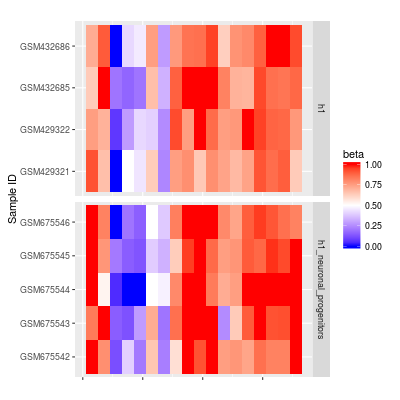 Sample ID
GSM432686
GSM432685
GSM429322
GSM429321
h1
GSM675546
GSM675545
GSM675544
GSM675543
GSM675542
h1_neuronal_progenitors
beta
1.00
0.75
0.50
0.25
0.00